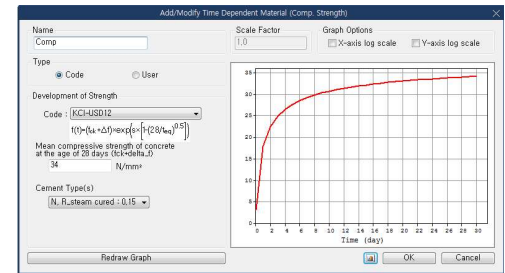 Add/Modify Time Dependent Material (Comp. Strength)
Name
Comp
Scale Factor
1.0
Graph Options
X-axis log scale
Y-axis log scale
Type
Code
User
Development of Strength
Code : KCI-USD12
f(t)=(fck+Δf)×exp(s×[1-(28/teq)^0.5])
Mean compressive strength of concrete
at the age of 28 days (fck+delta_f)
34
N/mm²
Cement Type(s)
N, R_steam cured : 0.15
Redraw Graph
35
30
25
20
15
10
5
0
0 2 4 6 8 10 12 14 16 18 20 22 24 26 28 30
Time (day)
OK
Cancel